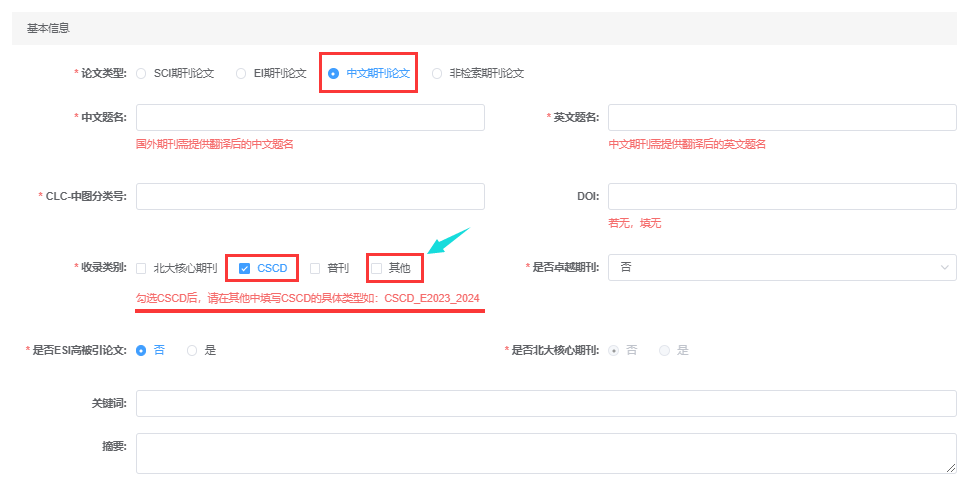 基本信息
* 论文类型: SCI期刊论文 EI期刊论文 中文期刊论文 非检索期刊论文
* 中文题名: * 英文题名:
国外期刊需提供翻译后的中文题名 中文期刊需提供翻译后的英文题名
* CLC-中图分类号: DOI:
若无，填无
* 收录类别: 北大核心期刊 CSCD 普刊 其他 * 是否卓越期刊: 否
勾选CSCD后，请在其他中填写CSCD的具体类型如：CSCD_E2023_2024
* 是否ESI高被引论文: 否 是 * 是否北大核心期刊: 否 是
关键词:
摘要: